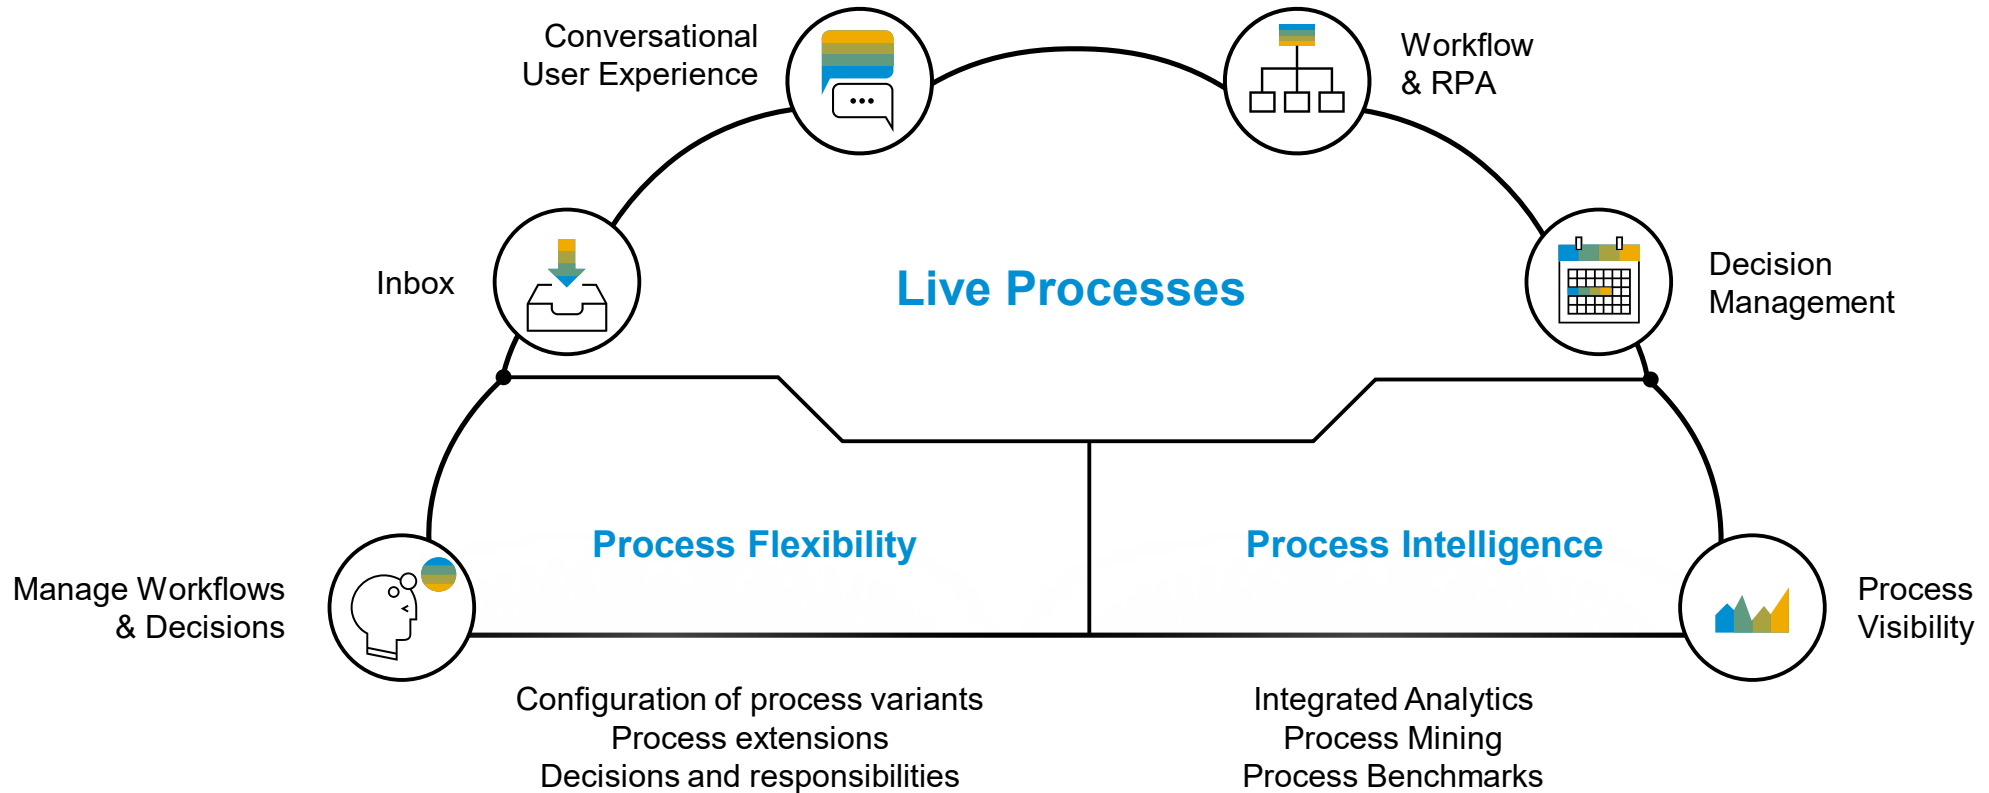 Conversational
User Experience
Workflow
& RPA
Inbox
Live Processes
Decision
Management
Process Flexibility
Process Intelligence
Manage Workflows
& Decisions
Process
Visibility
Configuration of process variants
Process extensions
Decisions and responsibilities
Integrated Analytics
Process Mining
Process Benchmarks